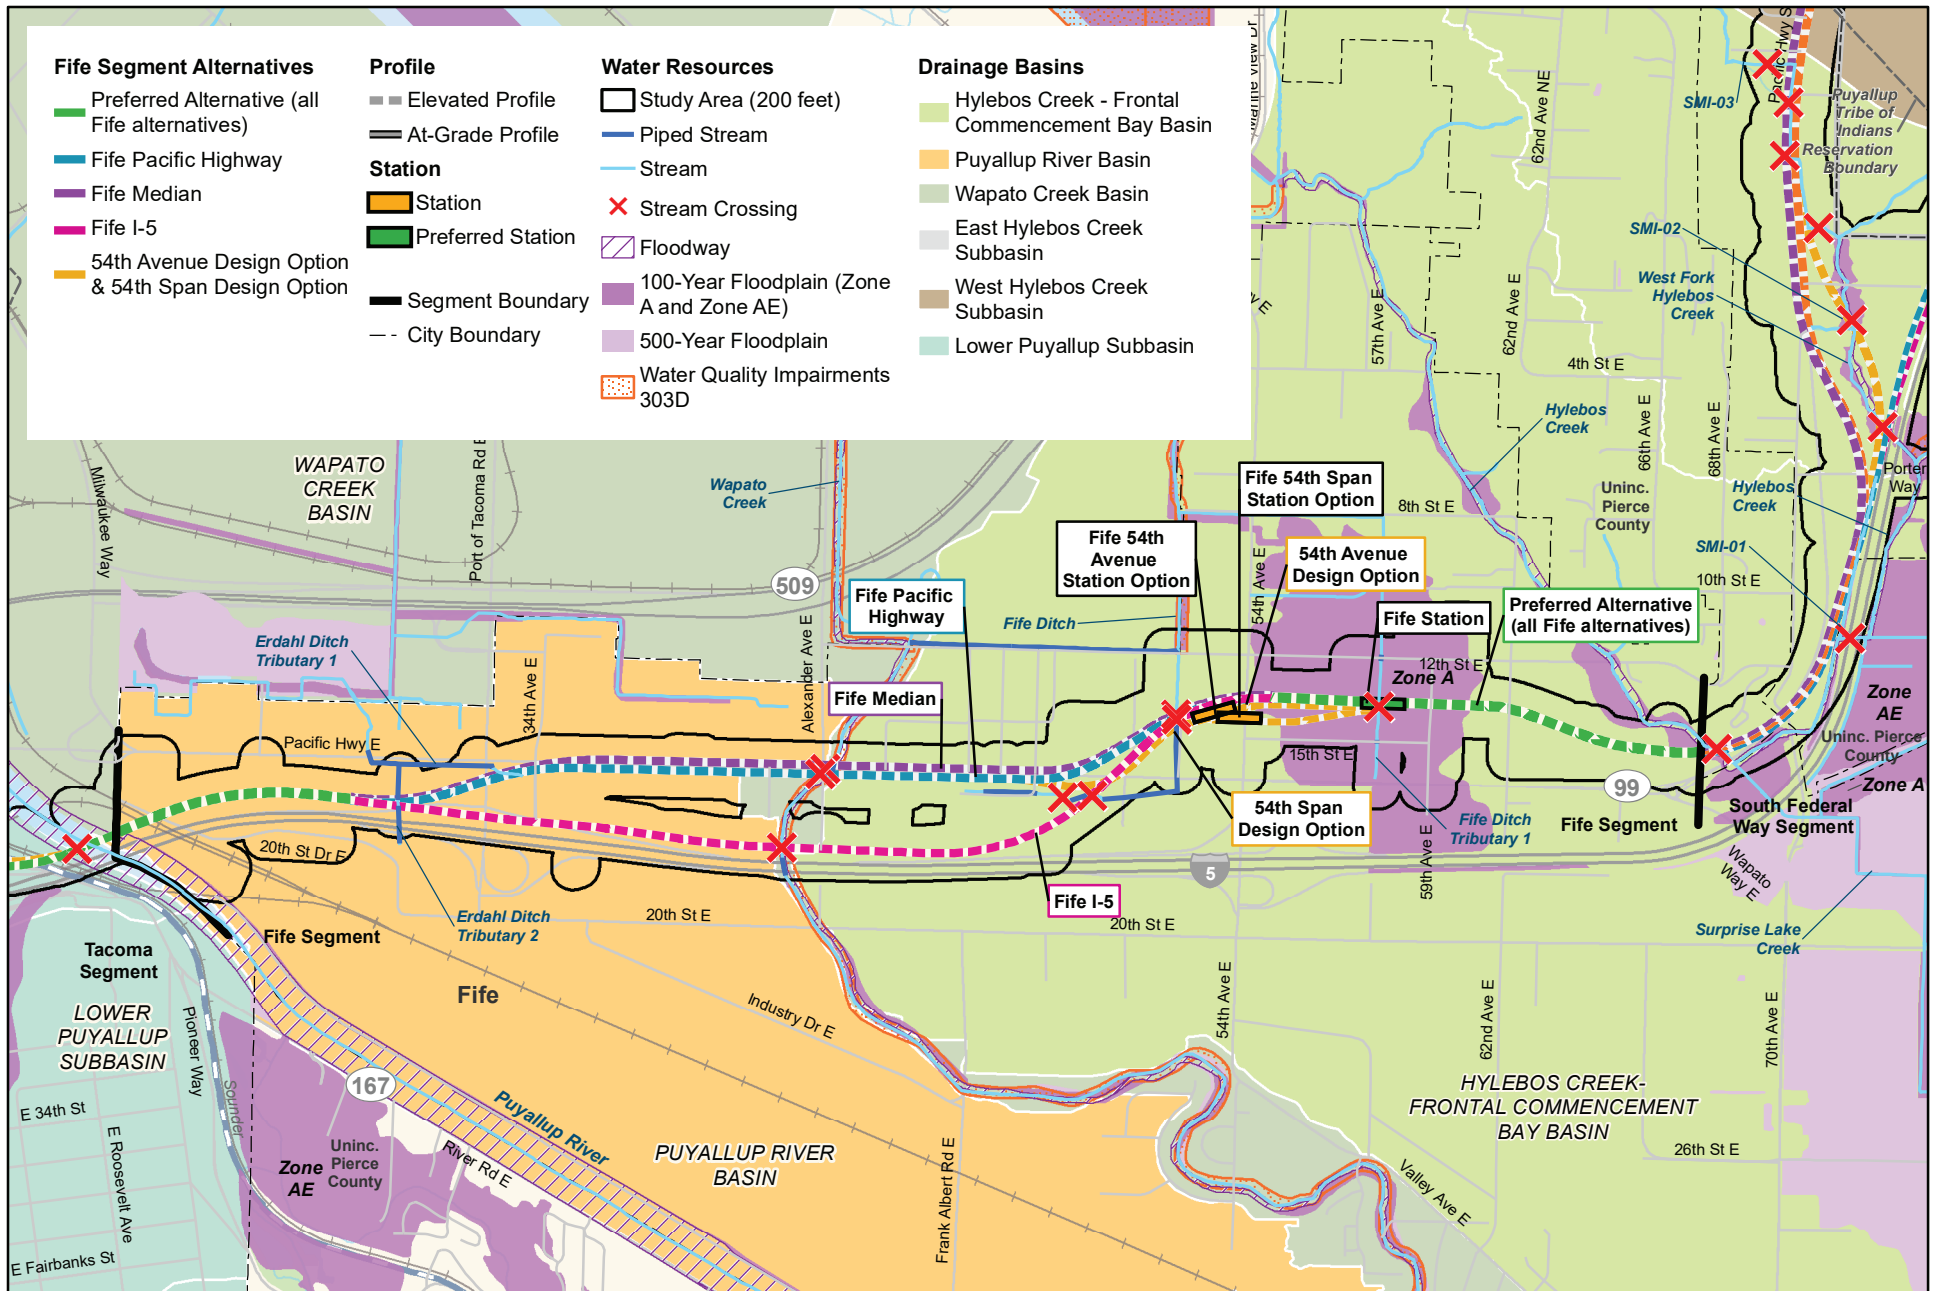 Fife Segment Alternatives
Preferred Alternative (all
Fife alternatives)
Fife Pacific Highway
Fife Median
Fife I-5
54th Avenue Design Option
& 54th Span Design Option
Profile
Elevated Profile
At-Grade Profile
Station
Station
Preferred Station
Segment Boundary
City Boundary
Water Resources
Study Area (200 feet)
Piped Stream
Stream
Stream Crossing
Floodway
100-Year Floodplain (Zone
A and Zone AE)
500-Year Floodplain
Water Quality Impairments
303D
Drainage Basins
Hylebos Creek - Frontal
Commencement Bay Basin
Puyallup River Basin
Wapato Creek Basin
East Hylebos Creek
Subbasin
West Hylebos Creek
Subbasin
Lower Puyallup Subbasin
Marine View Dr
62nd Ave NE
SMI-03
Pacific Hwy S
Puyallup
Tribe of
Indians
Reservation
Boundary
SMI-02
West Fork
Hylebos
Creek
57th Ave E
62nd Ave E
4th St E
Hylebos
Creek
66th Ave E
68th Ave E
Porter
Way
Uninc.
Pierce
County
Hylebos
Creek
8th St E
SMI-01
10th St E
WAPATO
CREEK
BASIN
Milwaukee Way
Port of Tacoma Rd E
Wapato
Creek
509
Fife 54th Span
Station Option
Fife 54th
Avenue
Station Option
54th Avenue
Design Option
54th Ave E
Fife Pacific
Highway
Fife Ditch
Fife Station
Preferred Alternative
(all Fife alternatives)
12th St E
Zone A
Erdahl Ditch
Tributary 1
34th Ave E
Alexander Ave E
Fife Median
Pacific Hwy E
15th St E
Zone
AE
Uninc. Pierce
County
Zone A
99
South Federal
Way Segment
Fife Segment
54th Span
Design Option
Fife Ditch
Tributary 1
59th Ave E
20th St Dr E
5
Wapato
Way E
Fife I-5
Erdahl Ditch
Tributary 2
20th St E
20th St E
Surprise Lake
Creek
Fife Segment
Tacoma
Segment
Fife
LOWER
PUYALLUP
SUBBASIN
Pioneer Way
Sounder
Industry Dr E
54th Ave E
62nd Ave E
70th Ave E
167
E 34th St
E Roosevelt Ave
E Fairbanks St
Puyallup River
River Rd E
Zone
AE
Uninc.
Pierce
County
PUYALLUP RIVER
BASIN
Frank Albert Rd E
HYLEBOS CREEK-
FRONTAL COMMENCEMENT
BAY BASIN
26th St E
Valley Ave E